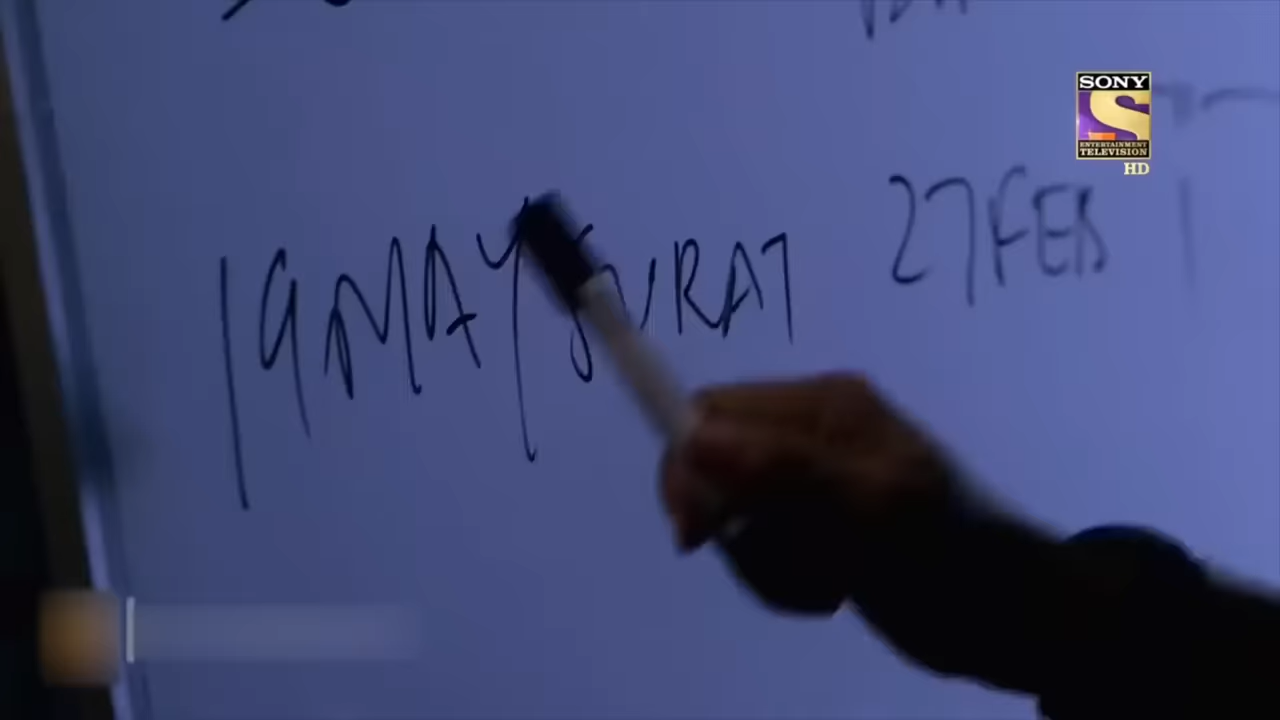 SONY
ENTERTAINMENT
TELEVISION
HD
19 MAY SURAT
27 FEB